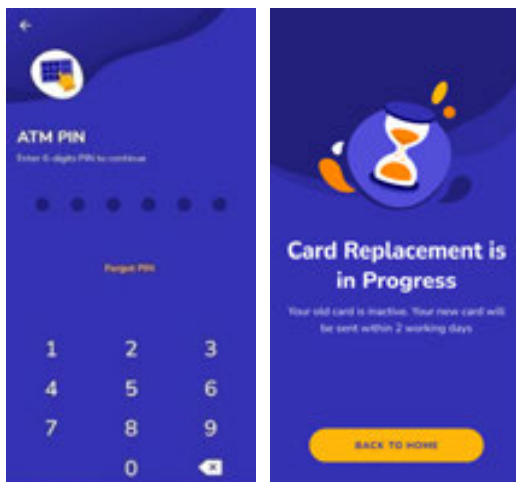 ATM PIN
Enter 6-digits PIN to continue
Forgot PIN
1 2 3
4 5 6
7 8 9
0
Card Replacement is
in Progress
Your old card is inactive. Your new card will
be sent within 2 working days
BACK TO HOME